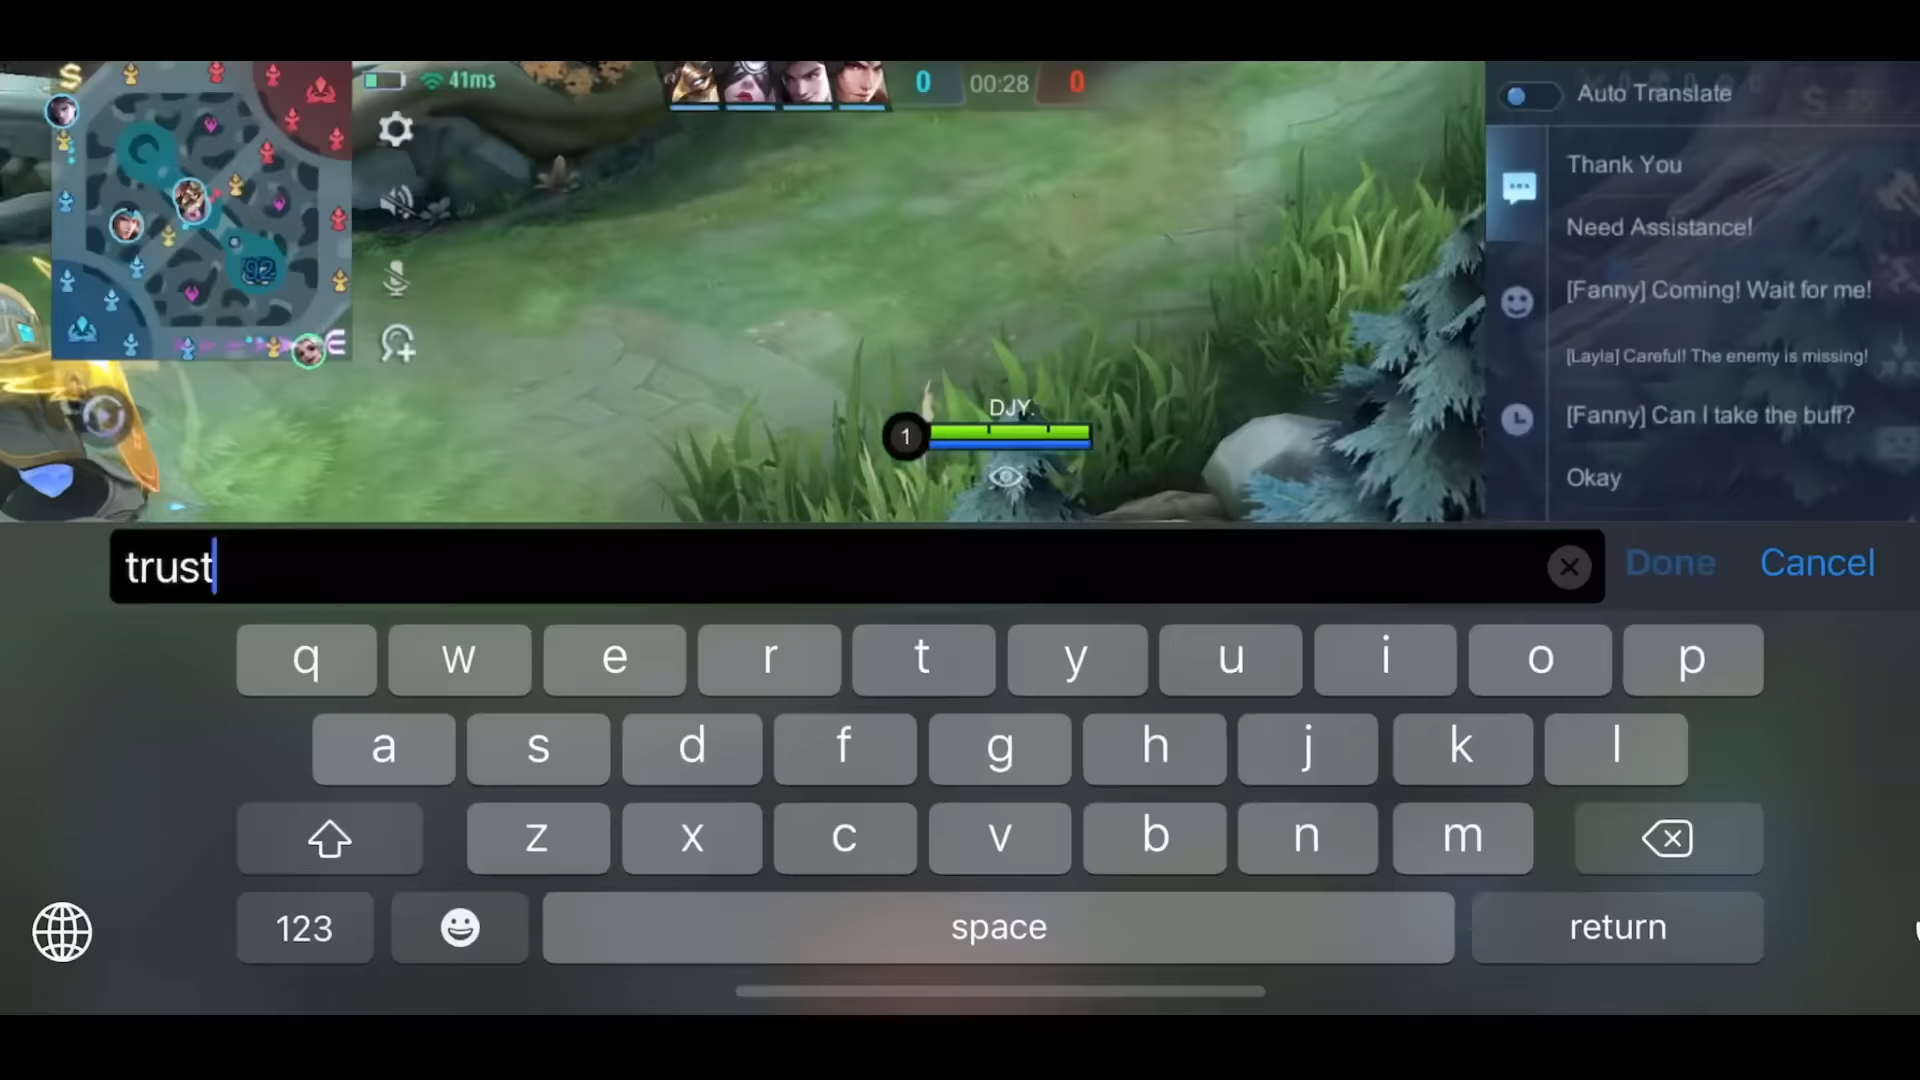 41ms
0 00:28 0
Auto Translate
Thank You
Need Assistance!
[Fanny] Coming! Wait for me!
[Layla] Careful! The enemy is missing!
[Fanny] Can I take the buff?
Okay
92
DJY.
1
trust
Done Cancel
q w e r t y u i o p
a s d f g h j k l
z x c v b n m
123 space return